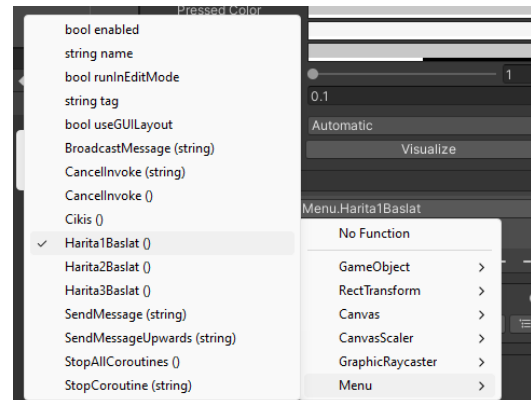 Pressed Color
bool enabled
string name
bool runInEditMode
string tag
bool useGUILayout
BroadcastMessage (string)
CancelInvoke (string)
CancelInvoke ()
Cikis ()
Harita1Baslat ()
Harita2Baslat ()
Harita3Baslat ()
SendMessage (string)
SendMessageUpwards (string)
StopAllCoroutines ()
StopCoroutine (string)
1
0.1
Automatic
Visualize
Menu.Harita1Baslat
No Function
GameObject
RectTransform
Canvas
CanvasScaler
GraphicRaycaster
Menu